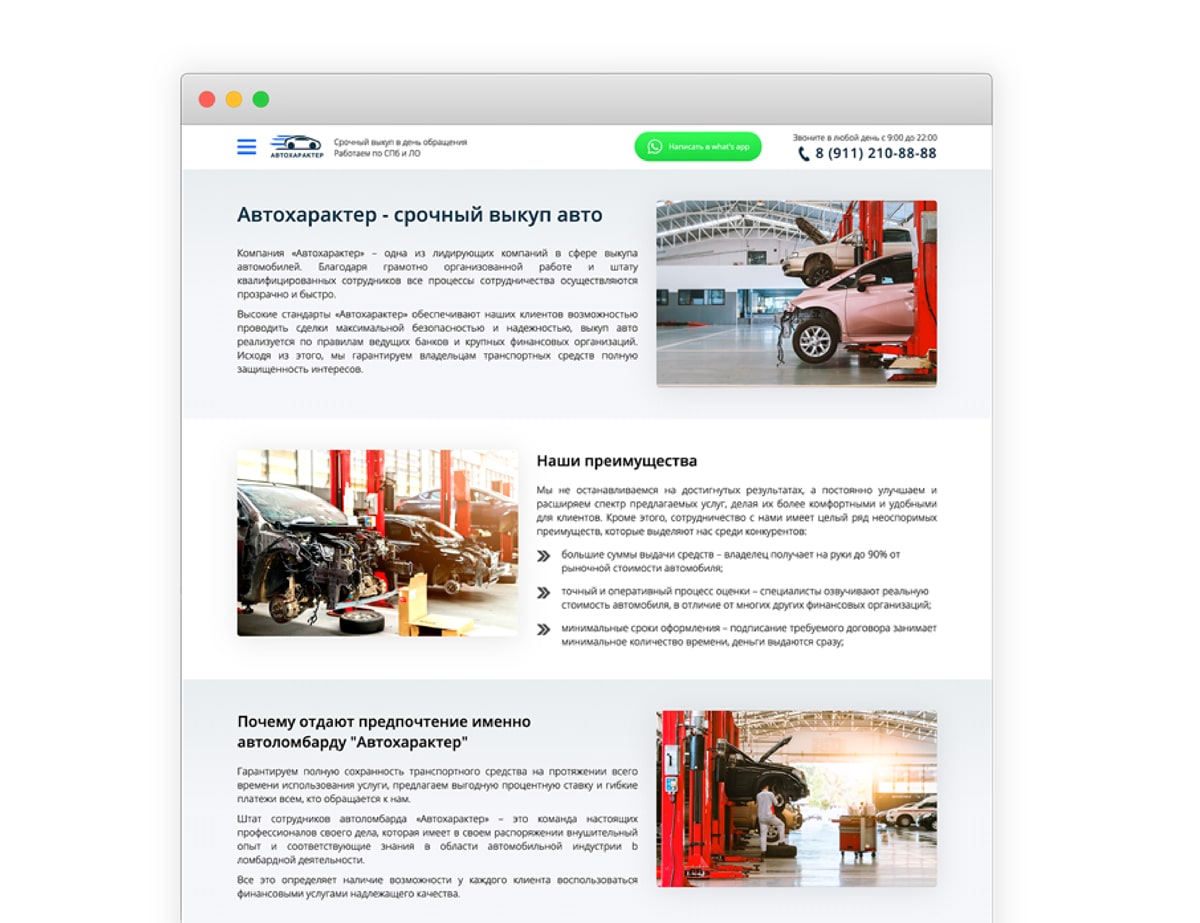 АВТОХАРАКТЕР
Срочный выкуп в день обращения
Работаем по СПб и ЛО
Написать в what's app
Звоните в любой день с 9:00 до 22:00
8 (911) 210-88-88
Автохарактер - срочный выкуп авто
Компания «Автохарактер» – одна из лидирующих компаний в сфере выкупа
автомобилей. Благодаря грамотно организованной работе и штату
квалифицированных сотрудников все процессы сотрудничества осуществляются
прозрачно и быстро.
Высокие стандарты «Автохарактер» обеспечивают наших клиентов возможностью
проводить сделки максимальной безопасностью и надежностью, выкуп авто
реализуется по правилам ведущих банков и крупных финансовых организаций.
Исходя из этого, мы гарантируем владельцам транспортных средств полную
защищенность интересов.
Наши преимущества
Мы не останавливаемся на достигнутых результатах, а постоянно улучшаем и
расширяем спектр предлагаемых услуг, делая их более комфортными и удобными
для клиентов. Кроме этого, сотрудничество с нами имеет целый ряд неоспоримых
преимуществ, которые выделяют нас среди конкурентов:
большие суммы выдачи средств – владелец получает на руки до 90% от
рыночной стоимости автомобиля;
точный и оперативный процесс оценки – специалисты озвучивают реальную
стоимость автомобиля, в отличие от многих других финансовых организаций;
минимальные сроки оформления – подписание требуемого договора занимает
минимальное количество времени, деньги выдаются сразу;
Почему отдают предпочтение именно
автоломбарду "Автохарактер"
Гарантируем полную сохранность транспортного средства на протяжении всего
времени использования услуги, предлагаем выгодную процентную ставку и гибкие
платежи всем, кто обращается к нам.
Штат сотрудников автоломбарда «Автохарактер» – это команда настоящих
профессионалов своего дела, которая имеет в своем распоряжении внушительный
опыт и соответствующие знания в области автомобильной индустрии b
ломбардной деятельности.
Все это определяет наличие возможности у каждого клиента воспользоваться
финансовыми услугами надлежащего качества.